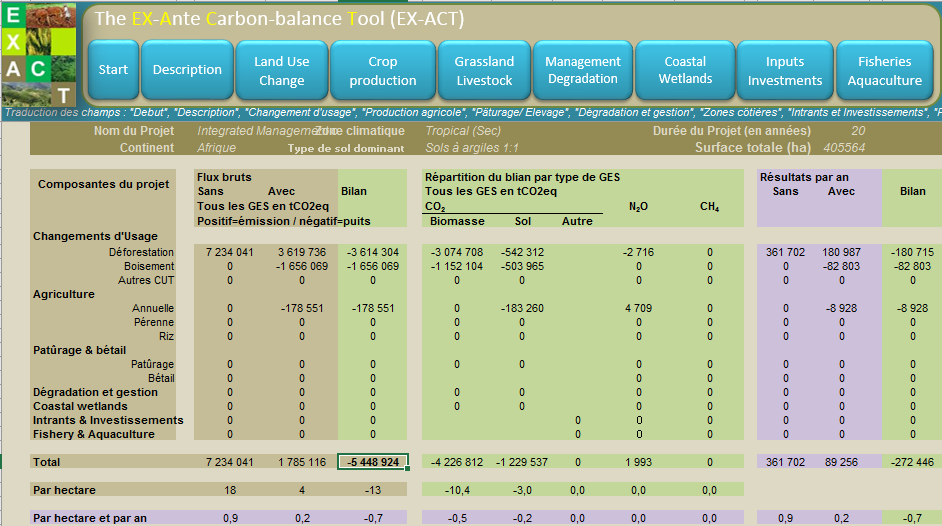 The EX-Ante Carbon-balance Tool (EX-ACT)
E
X
A C
T
Start Description Land Use Change Crop production Grassland Livestock Management Degradation Coastal Wetlands Inputs Investments Fisheries Aquaculture
Traduction des champs : "Debut", "Description", "Changement d'usage", "Production agricole", "Pâturage/ Elevage", "Dégradation et gestion", "Zones côtières", "Intrants et Investissements",
Nom du Projet Integrated Management Zone climatique Tropical (Sec) Durée du Projet (en années) 20
Continent Afrique Type de sol dominant Sols à argiles 1:1 Surface totale (ha) 405564
Composantes du projet Flux bruts Répartition du blian par type de GES Résultats par an
Sans Avec Bilan Tous les GES en tCO2eq Sans Avec Bilan
Tous les GES en tCO2eq CO2 N2O CH4
Positif=émission / négatif=puits Biomasse Sol Autre
Changements d'Usage
Déforestation 7 234 041 3 619 736 -3 614 304 -3 074 708 -542 312 -2 716 0 361 702 180 987 -180 715
Boisement 0 -1 656 069 -1 656 069 -1 152 104 -503 965 0 0 0 -82 803 -82 803
Autres CUT 0 0 0 0 0 0 0 0 0 0
Agriculture
Annuelle 0 -178 551 -178 551 0 -183 260 4 709 0 0 -8 928 -8 928
Pérenne 0 0 0 0 0 0 0 0 0 0
Riz 0 0 0 0 0 0 0 0 0 0
Patûrage & bétail
Patûrage 0 0 0 0 0 0 0 0 0 0
Bétail 0 0 0 0 0 0 0 0
Dégradation et gestion 0 0 0 0 0 0 0 0 0 0
Coastal wetlands 0 0 0 0 0 0 0 0 0 0
Intrants & Investissements 0 0 0 0 0 0 0 0 0
Fishery & Aquaculture 0 0 0 0 0 0 0 0 0
Total 7 234 041 1 785 116 -5 448 924 -4 226 812 -1 229 537 0 1 993 0 361 702 89 256 -272 446
Par hectare 18 4 -13 -10,4 -3,0 0,0 0,0 0,0
Par hectare et par an 0,9 0,2 -0,7 -0,5 -0,2 0,0 0,0 0,0 0,9 0,2 -0,7